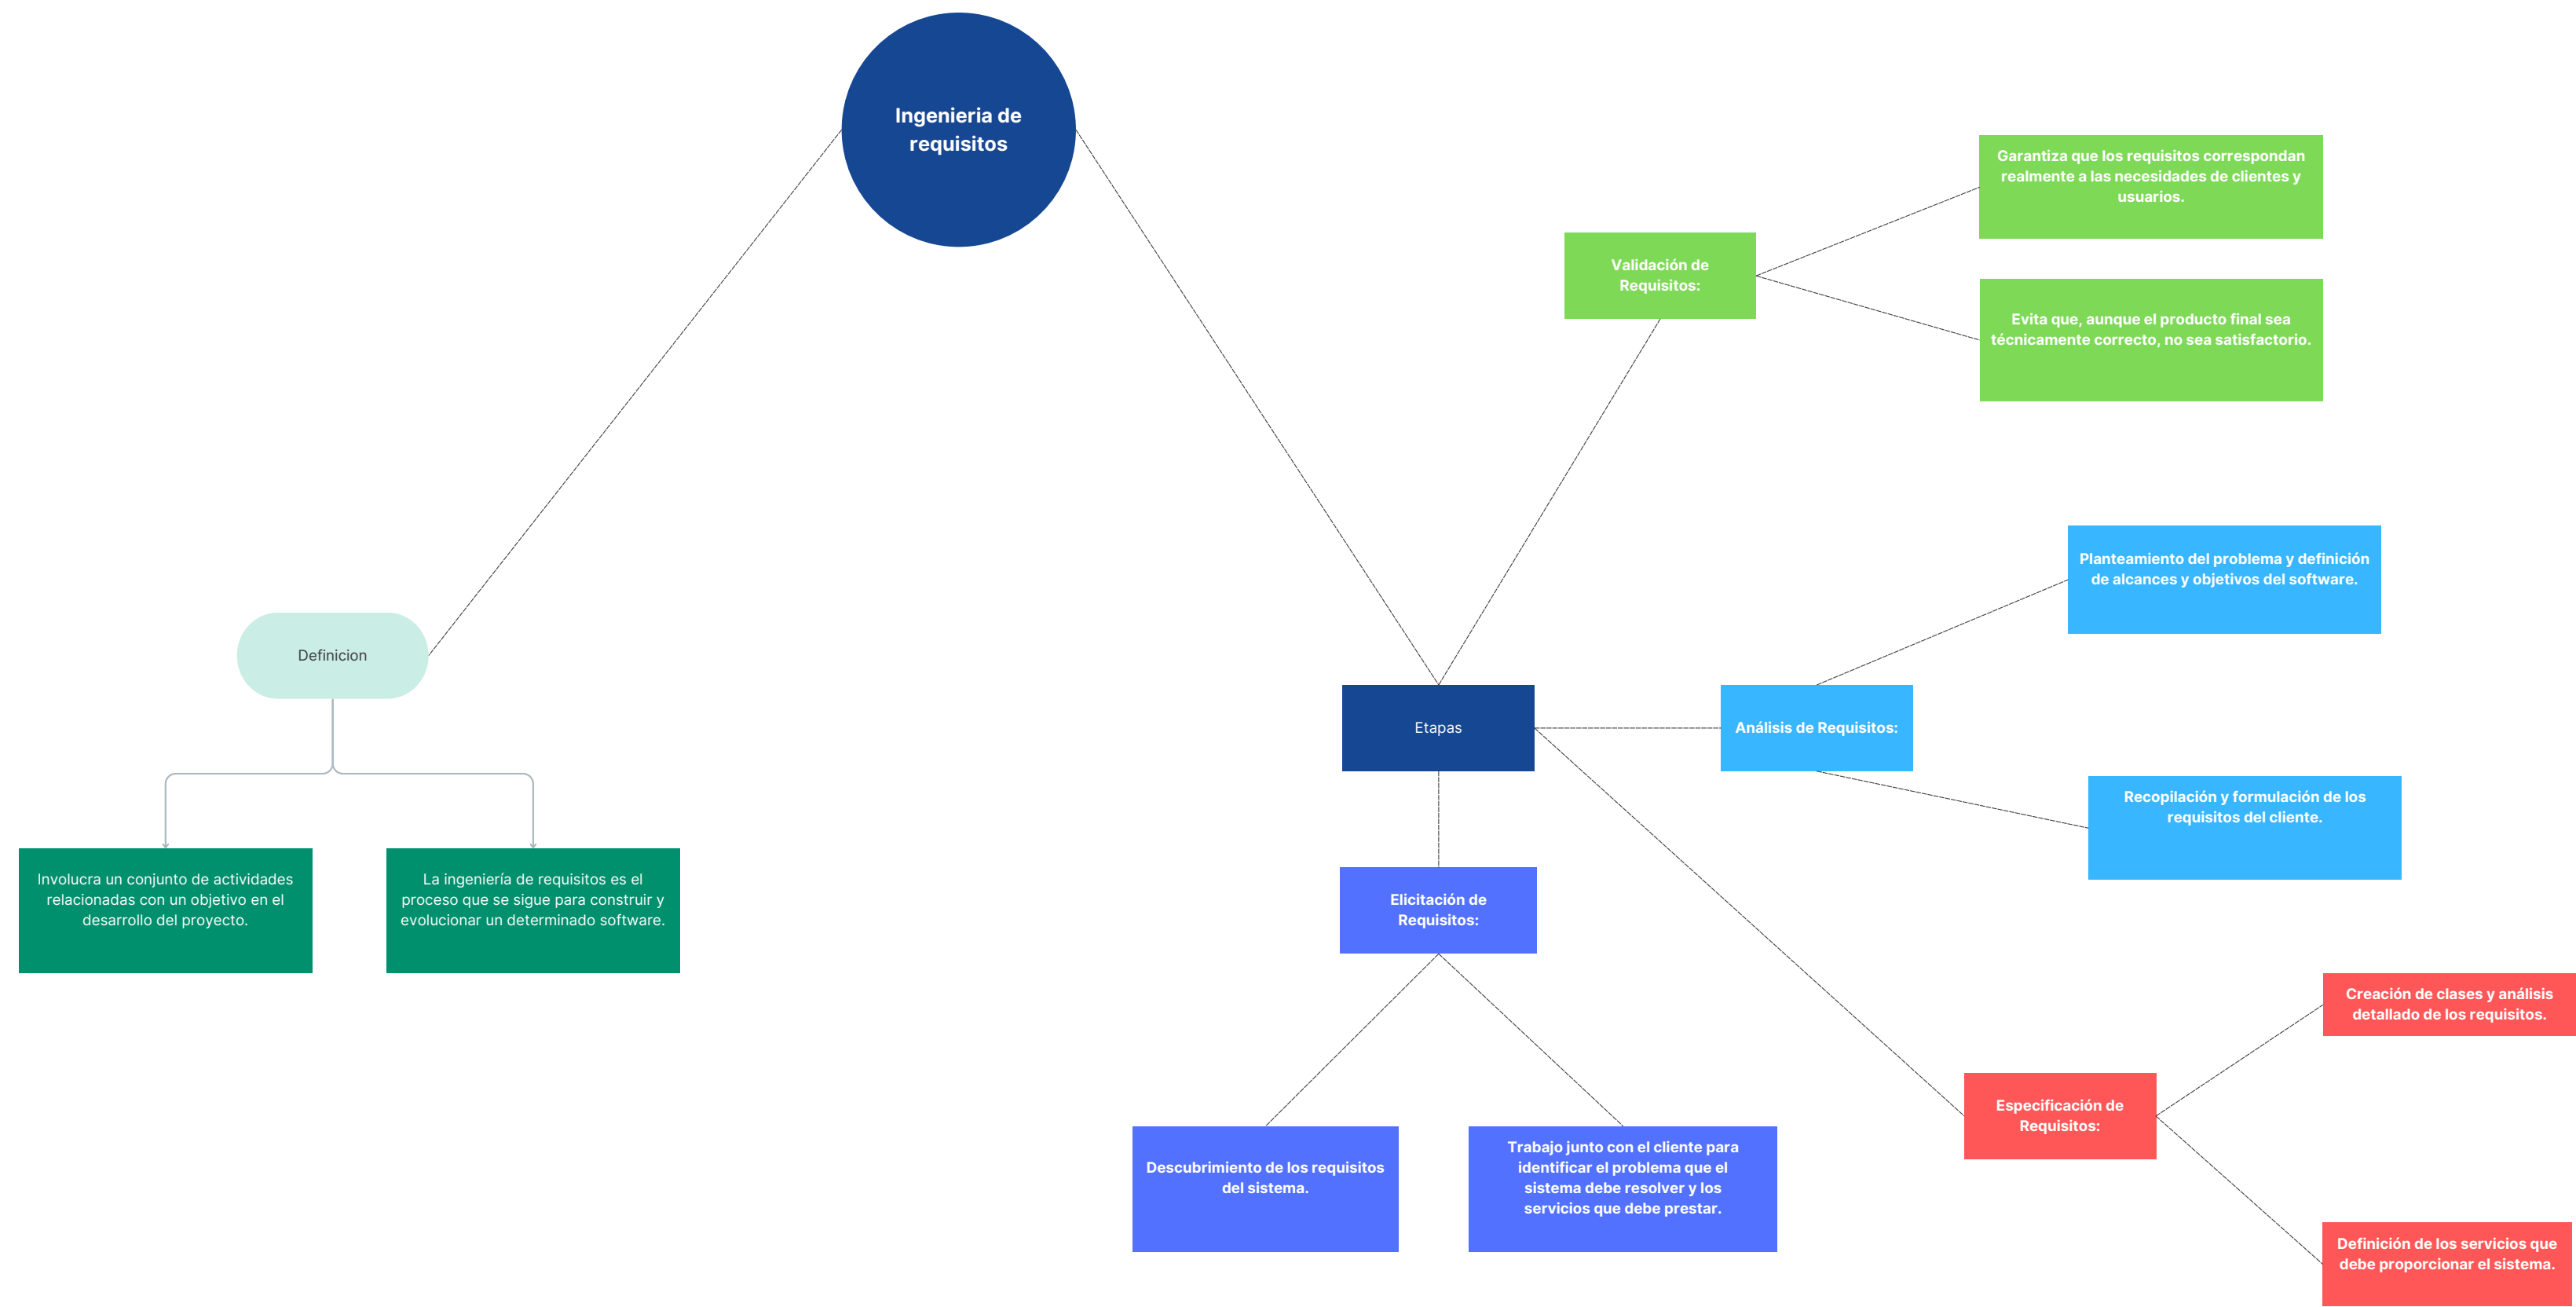 Ingenieria de
requisitos
Garantiza que los requisitos correspondan
realmente a las necesidades de clientes y
usuarios.
Validación de
Requisitos:
Evita que, aunque el producto final sea
técnicamente correcto, no sea satisfactorio.
Planteamiento del problema y definición
de alcances y objetivos del software.
Definicion
Etapas
Análisis de Requisitos:
Recopilación y formulación de los
requisitos del cliente.
Involucra un conjunto de actividades
relacionadas con un objetivo en el
desarrollo del proyecto.
La ingeniería de requisitos es el
proceso que se sigue para construir y
evolucionar un determinado software.
Elicitación de
Requisitos:
Creación de clases y análisis
detallado de los requisitos.
Especificación de
Requisitos:
Descubrimiento de los requisitos
del sistema.
Trabajo junto con el cliente para
identificar el problema que el
sistema debe resolver y los
servicios que debe prestar.
Definición de los servicios que
debe proporcionar el sistema.